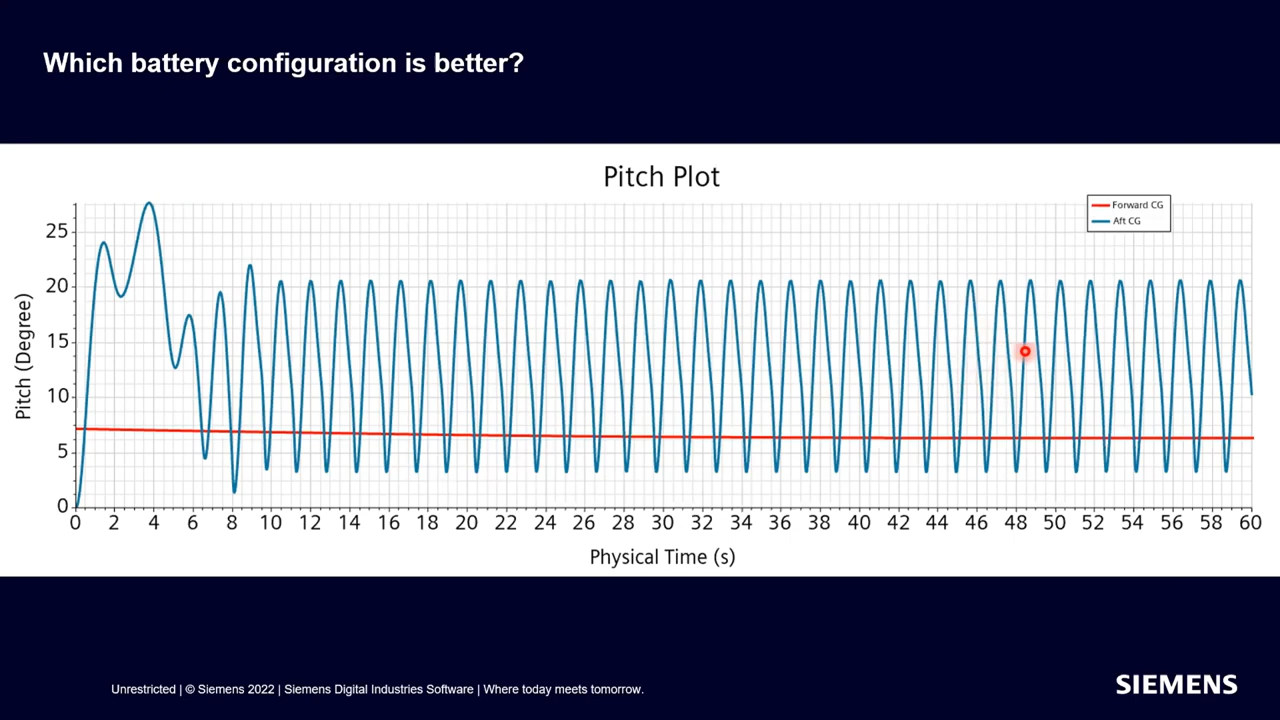 Which battery configuration is better?
Pitch Plot
Forward CG
Aft CG
Pitch (Degree)
25
20
15
10
5
0
0 2 4 6 8 10 12 14 16 18 20 22 24 26 28 30 32 34 36 38 40 42 44 46 48 50 52 54 56 58 60
Physical Time (s)
Unrestricted | © Siemens 2022 | Siemens Digital Industries Software | Where today meets tomorrow.
SIEMENS